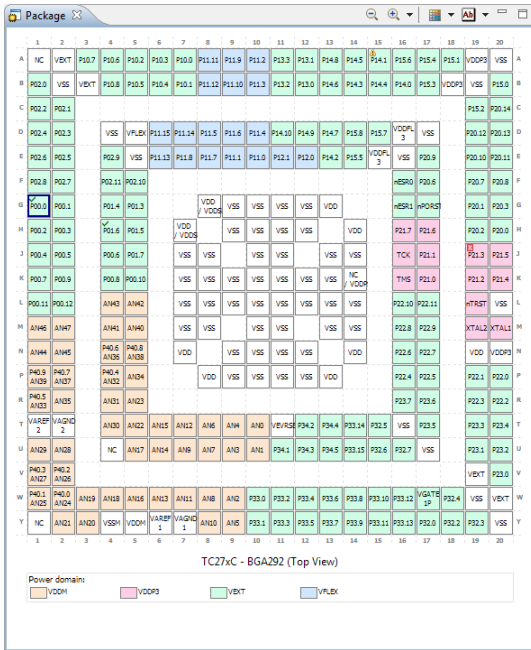 Package
1 2 3 4 5 6 7 8 9 10 11 12 13 14 15 16 17 18 19 20
A NC VEXT P10.7 P10.6 P10.2 P10.3 P10.0 P11.11 P11.9 P11.2 P13.3 P13.1 P14.8 P14.5 P14.1 P15.6 P15.4 P15.1 VDDP3 VSS A
B P02.0 VSS VEXT P10.8 P10.5 P10.4 P10.1 P11.12 P11.10 P11.3 P13.2 P13.0 P14.6 P14.3 P14.4 P14.0 P15.3 VDDP3 VSS P15.0 B
C P02.2 P02.1 P15.2 P20.14 C
D P02.4 P02.3 VSS VFLEX P11.15 P11.14 P11.5 P11.6 P11.4 P14.10 P14.9 P14.7 P15.8 P15.7 VDDFL 3 VSS P20.12 P20.13 D
E P02.6 P02.5 P02.9 VSS P11.13 P11.8 P11.7 P11.1 P11.0 P12.1 P12.0 P14.2 P15.5 VDDFL 3 VSS P20.9 P20.10 P20.11 E
F P02.8 P02.7 P02.11 P02.10 nESR0 P20.6 P20.7 P20.8 F
G P00.0 P00.1 P01.4 P01.3 VDD / VDDS VSS VSS VSS VSS VDD nESR1 nPORST P20.1 P20.3 G
H P00.2 P00.3 P01.6 P01.5 VDD / VDDS VSS VSS VSS VSS VDD P21.7 P21.6 P20.2 P20.0 H
J P00.4 P00.5 P00.6 P01.7 VSS VSS VSS VSS VSS VSS TCK P21.1 P21.3 P21.5 J
K P00.7 P00.9 P00.8 P00.10 VSS VSS VSS VSS VSS VSS VSS NC / VDDP TMS P21.0 P21.2 P21.4 K
L P00.11 P00.12 AN43 AN42 VSS VSS VSS VSS VSS VSS VSS VSS P22.10 P22.11 nTRST VSS L
M AN46 AN47 AN41 AN40 VSS VSS VSS VSS VSS VSS P22.8 P22.9 XTAL2 XTAL1 M
N AN44 AN45 P40.6 AN36 P40.8 AN38 VDD VSS VSS VSS VSS VDD P22.6 P22.7 VDD VDDP3 N
P P40.9 AN39 P40.7 AN37 P40.4 AN32 AN34 VDD VSS VSS VSS VSS VDD P22.4 P22.5 P22.1 P22.0 P
R P40.5 AN33 AN35 AN31 AN23 P23.7 P23.6 P22.3 P22.2 R
T VAREF 2 VAGND 2 AN30 AN22 AN15 AN12 AN6 AN4 AN0 VEVRSB P34.2 P34.4 P33.14 P32.5 VSS P23.5 P23.3 P23.4 T
U AN29 AN28 NC AN17 AN14 AN9 AN7 AN3 AN1 P34.1 P34.3 P34.5 P33.15 P32.6 P32.7 VSS P23.1 P23.2 U
V P40.3 AN27 P40.2 AN26 VEXT P23.0 V
W P40.1 AN25 P40.0 AN24 AN19 AN18 AN16 AN13 AN11 AN8 AN2 P33.0 P33.2 P33.4 P33.6 P33.8 P33.10 P33.12 VGATE 1P P32.4 VSS VEXT W
Y NC AN21 AN20 VSSM VDDM VAREF 1 VAGND 1 AN10 AN5 P33.1 P33.3 P33.5 P33.7 P33.9 P33.11 P33.13 P32.0 P32.2 P32.3 VSS Y
1 2 3 4 5 6 7 8 9 10 11 12 13 14 15 16 17 18 19 20
TC27xC - BGA292 (Top View)
Power domain:
VDDM VDDP3 VEXT VFLEX